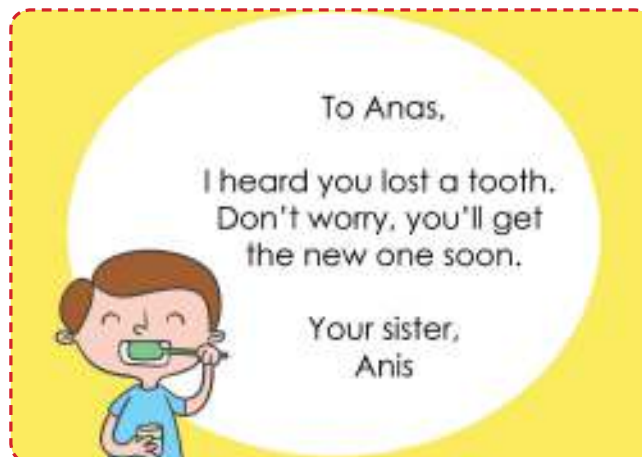 To Anas,
I heard you lost a tooth.
Don't worry, you'll get
the new one soon.
Your sister,
Anis